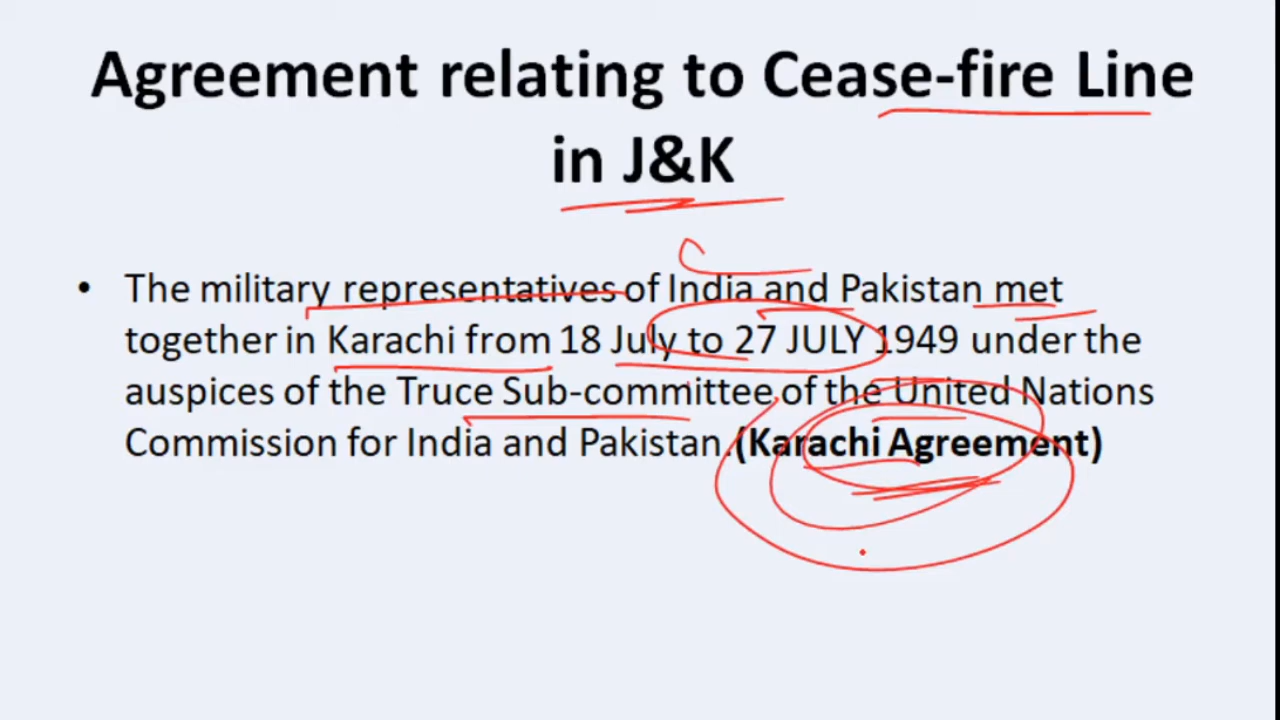 Agreement relating to Cease-fire Line
in J&K
• The military representatives of India and Pakistan met
together in Karachi from 18 July to 27 JULY 1949 under the
auspices of the Truce Sub-committee of the United Nations
Commission for India and Pakistan.(Karachi Agreement)